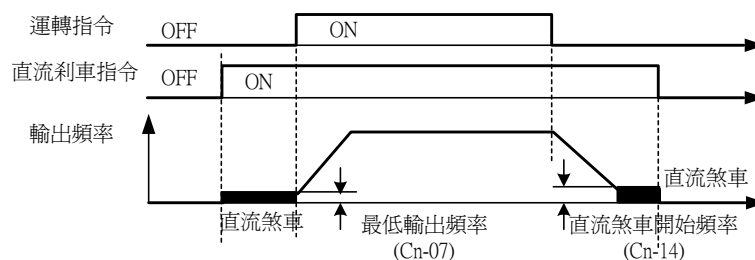 運轉指令 OFF ON
直流刹車指令 OFF ON
輸出頻率
直流煞車
直流煞車 最低輸出頻率 直流煞車開始頻率
(Cn-07) (Cn-14)